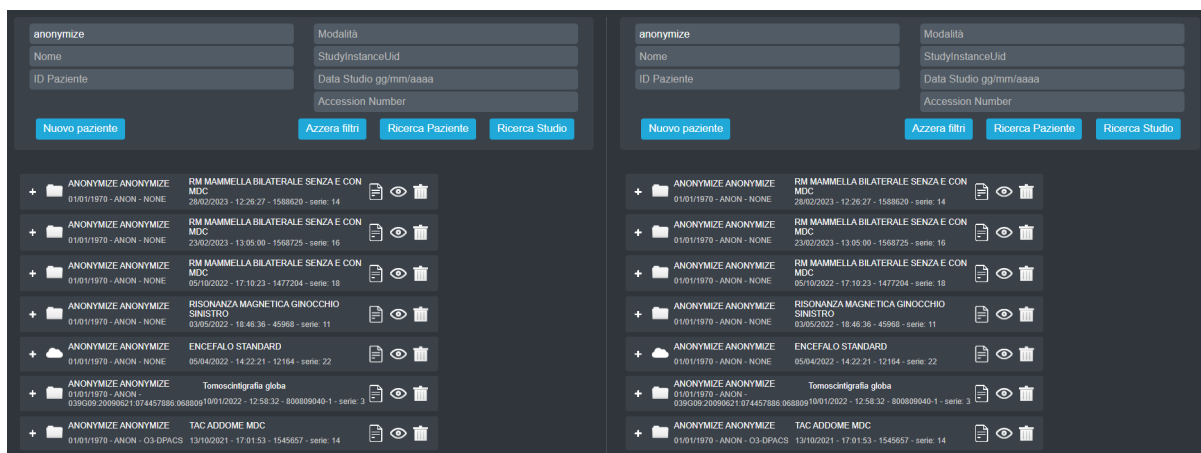 anonymize
Modalità
Nome
StudyInstanceUid
ID Paziente
Data Studio gg/mm/aaaa
Accession Number
Nuovo paziente
Azzera filtri
Ricerca Paziente
Ricerca Studio
ANONYMIZE ANONYMIZE
01/01/1970 - ANON - NONE
RM MAMMELLA BILATERALE SENZA E CON
MDC
28/02/2023 - 12:26:27 - 1588620 - serie: 14
ANONYMIZE ANONYMIZE
01/01/1970 - ANON - NONE
RM MAMMELLA BILATERALE SENZA E CON
MDC
23/02/2023 - 13:05:00 - 1568725 - serie: 16
ANONYMIZE ANONYMIZE
01/01/1970 - ANON - NONE
RM MAMMELLA BILATERALE SENZA E CON
MDC
05/10/2022 - 17:10:23 - 1477204 - serie: 18
ANONYMIZE ANONYMIZE
01/01/1970 - ANON - NONE
RISONANZA MAGNETICA GINOCCHIO
SINISTRO
03/05/2022 - 18:46:36 - 45968 - serie: 11
ANONYMIZE ANONYMIZE
01/01/1970 - ANON - NONE
ENCEFALO STANDARD
05/04/2022 - 14:22:21 - 12164 - serie: 22
ANONYMIZE ANONYMIZE
01/01/1970 - ANON -
039G09:20090621:074457886:068809
Tomoscintigrafia globa
10/01/2022 - 12:58:32 - 800809040-1 - serie: 3
ANONYMIZE ANONYMIZE
01/01/1970 - ANON - O3-DPACS
TAC ADDOME MDC
13/10/2021 - 17:01:53 - 1545657 - serie: 14
anonymize
Modalità
Nome
StudyInstanceUid
ID Paziente
Data Studio gg/mm/aaaa
Accession Number
Nuovo paziente
Azzera filtri
Ricerca Paziente
Ricerca Studio
ANONYMIZE ANONYMIZE
01/01/1970 - ANON - NONE
RM MAMMELLA BILATERALE SENZA E CON
MDC
28/02/2023 - 12:26:27 - 1588620 - serie: 14
ANONYMIZE ANONYMIZE
01/01/1970 - ANON - NONE
RM MAMMELLA BILATERALE SENZA E CON
MDC
23/02/2023 - 13:05:00 - 1568725 - serie: 16
ANONYMIZE ANONYMIZE
01/01/1970 - ANON - NONE
RM MAMMELLA BILATERALE SENZA E CON
MDC
05/10/2022 - 17:10:23 - 1477204 - serie: 18
ANONYMIZE ANONYMIZE
01/01/1970 - ANON - NONE
RISONANZA MAGNETICA GINOCCHIO
SINISTRO
03/05/2022 - 18:46:36 - 45968 - serie: 11
ANONYMIZE ANONYMIZE
01/01/1970 - ANON - NONE
ENCEFALO STANDARD
05/04/2022 - 14:22:21 - 12164 - serie: 22
ANONYMIZE ANONYMIZE
01/01/1970 - ANON -
039G09:20090621:074457886:068809
Tomoscintigrafia globa
10/01/2022 - 12:58:32 - 800809040-1 - serie: 3
ANONYMIZE ANONYMIZE
01/01/1970 - ANON - O3-DPACS
TAC ADDOME MDC
13/10/2021 - 17:01:53 - 1545657 - serie: 14